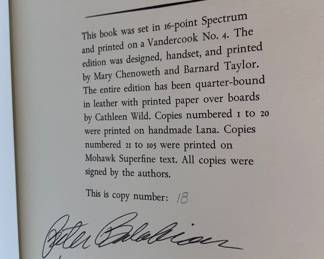 This book was set in 16-point Spectrum
and printed on a Vandercook No. 4. The
edition was designed, handset, and printed
by Mary Chenoweth and Barnard Taylor.
The entire edition has been quarter-bound
in leather with printed paper over boards
by Cathleen Wild. Copies numbered 1 to 20
were printed on handmade Lana. Copies
numbered 21 to 105 were printed on
Mohawk Superfine text. All copies were
signed by the authors.
This is copy number: 18
Peter Balakian